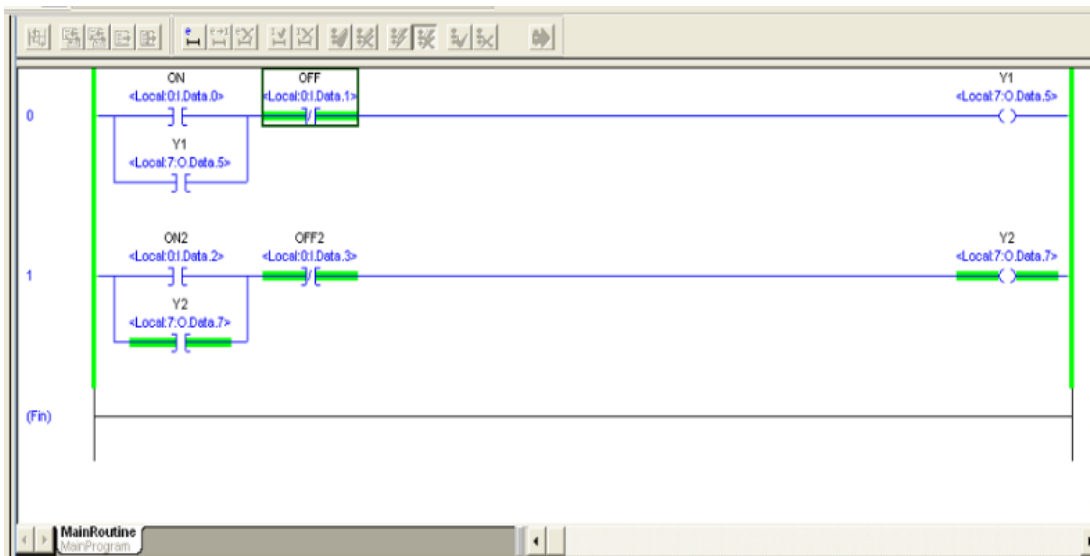 ON OFF Y1
<Local:0:I.Data.0> <Local:0:I.Data.1> <Local:7:O.Data.5>
0
Y1
<Local:7:O.Data.5>
ON2 OFF2 Y2
<Local:0:I.Data.2> <Local:0:I.Data.3> <Local:7:O.Data.7>
1
Y2
<Local:7:O.Data.7>
(Fin)
MainRoutine
MainProgram